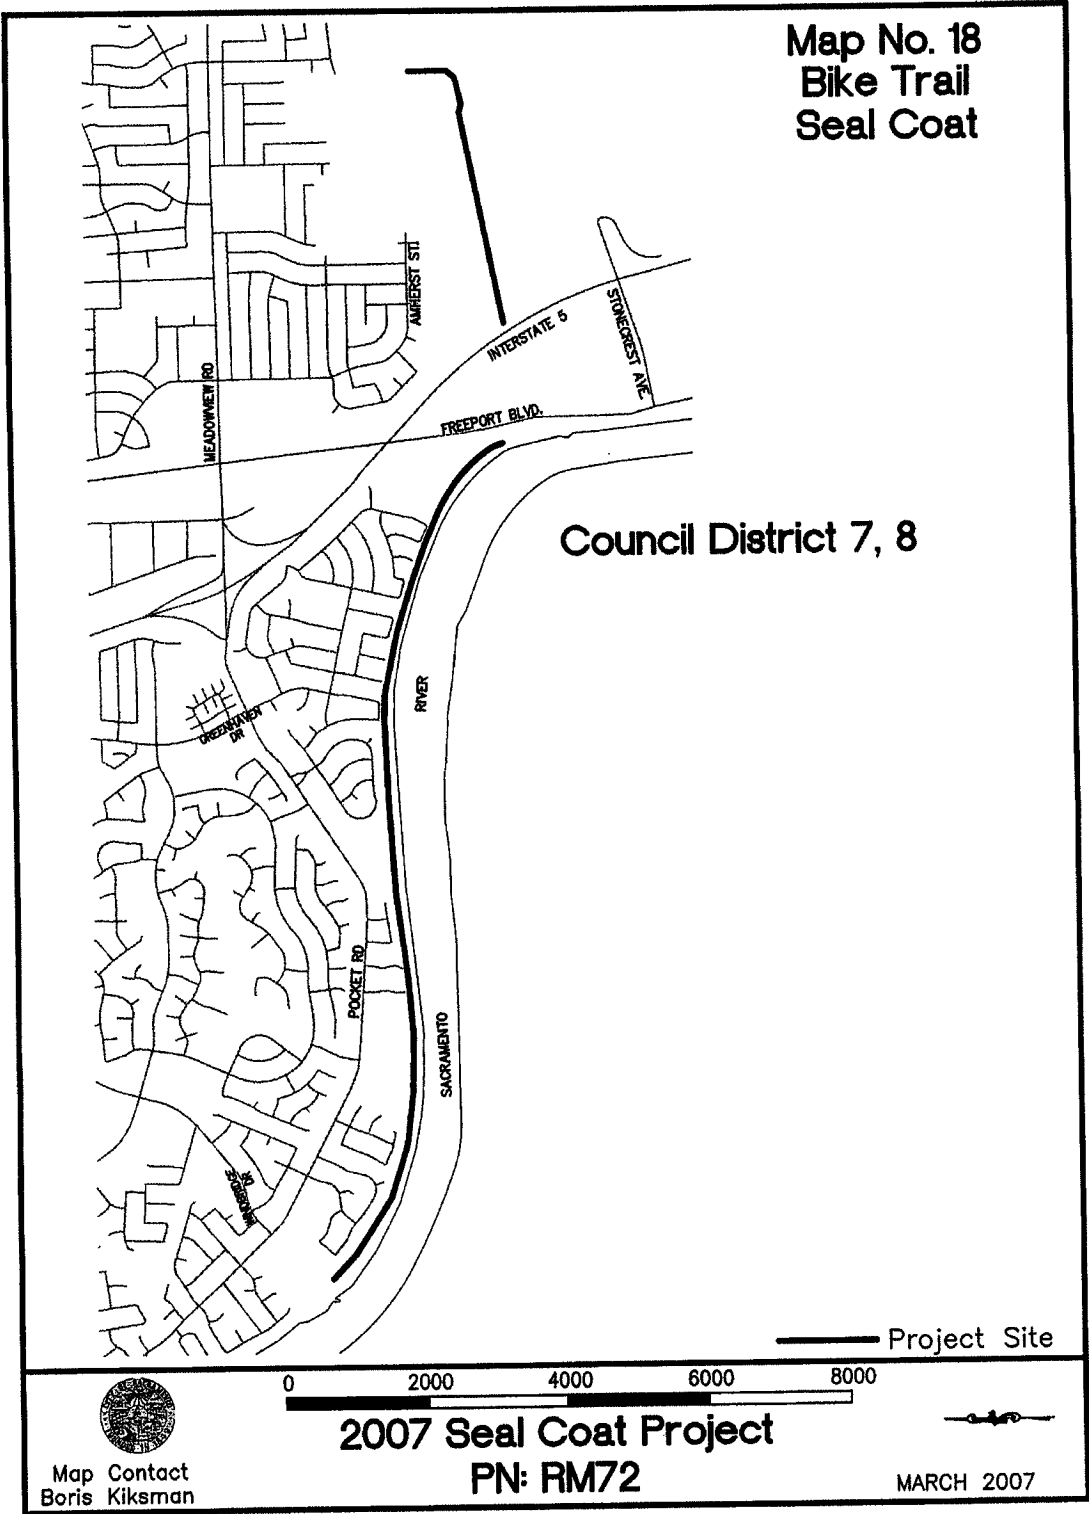 Map No. 18
Bike Trail
Seal Coat
AMHERST ST.
INTERSTATE 5
STONECREST AVE.
MEADOWVIEW RD
FREEPORT BLVD.
Council District 7, 8
RIVER
GREENHAVEN
DR
POCKET RD
SACRAMENTO
WINDBRIDGE
DR
Project Site
0 2000 4000 6000 8000
2007 Seal Coat Project
PN: RM72
Map Contact
Boris Kiksman
MARCH 2007